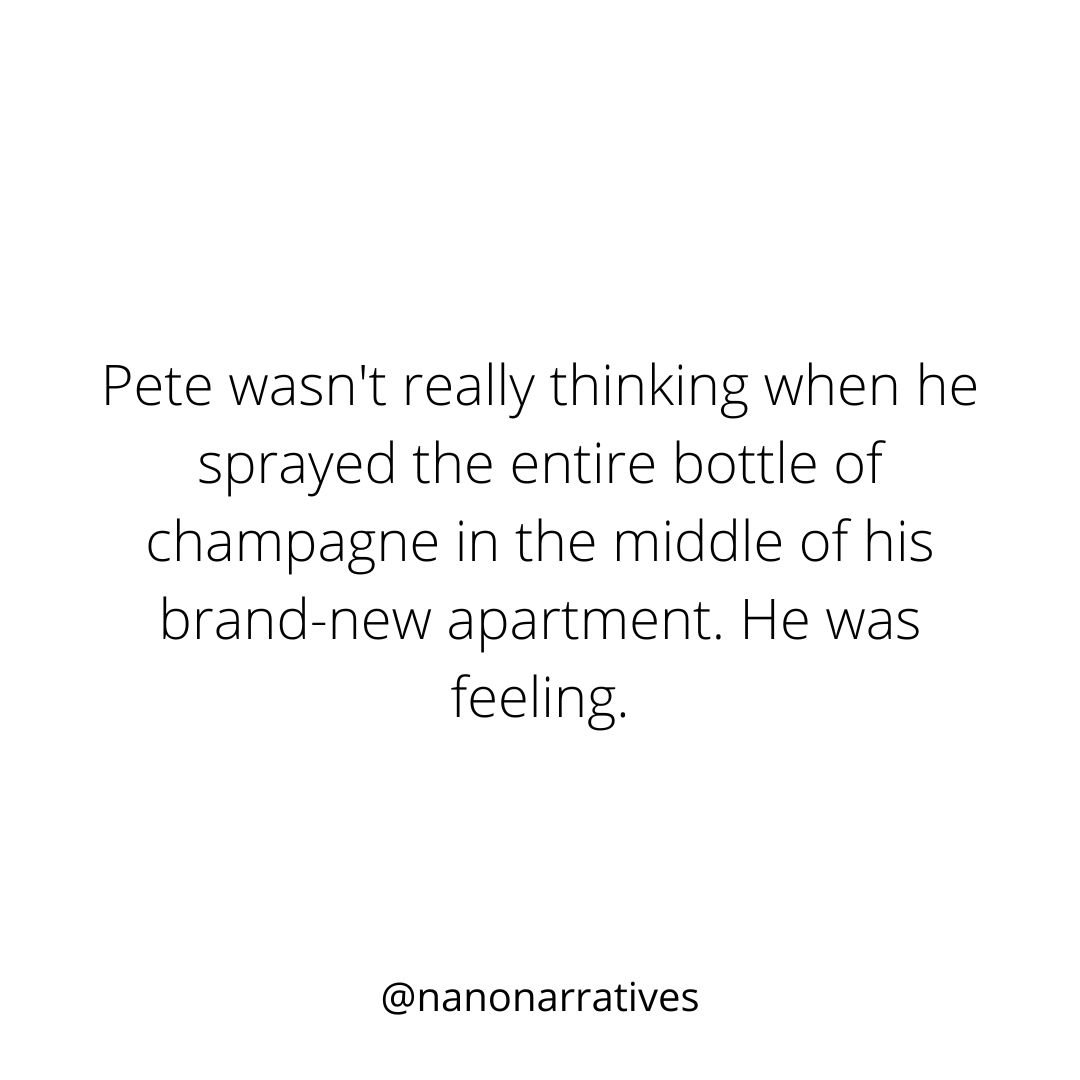 Pete wasn't really thinking when he
sprayed the entire bottle of
champagne in the middle of his
brand-new apartment. He was
feeling.
@nanonarratives